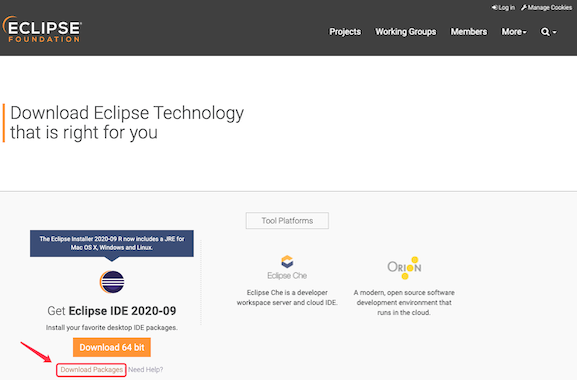 Log in Manage Cookies
ECLIPSE
FOUNDATION
Projects Working Groups Members More
Download Eclipse Technology
that is right for you
Tool Platforms
The Eclipse Installer 2020-09 R now includes a JRE for
Mac OS X, Windows and Linux.
Get Eclipse IDE 2020-09
Install your favorite desktop IDE packages.
Download 64 bit
Download Packages Need Help?
Eclipse Che
Eclipse Che is a developer
workspace server and cloud IDE.
ORION
A modern, open source software
development environment that
runs in the cloud.